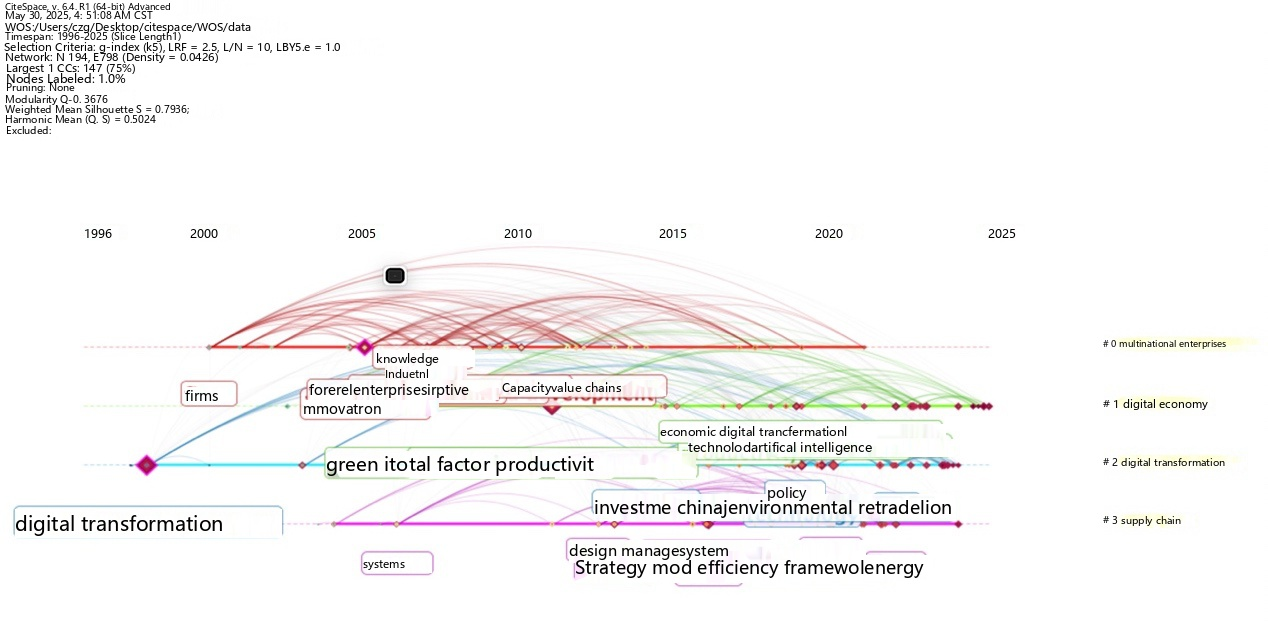 CiteSpace, v. 6.4. R1 (64-bit) Advanced
May 30, 2025, 4: 51:08 AM CST
WOS:/Users/czg/Desktop/citespace/WOS/data
Timespan: 1996-2025 (Slice Length1)
Selection Criteria: g-index (k5), LRF = 2.5, L/N = 10, LBY5.e = 1.0
Network: N 194, E798 (Density = 0.0426)
Largest 1 CCs: 147 (75%)
Nodes Labeled: 1.0%
Pruning: None
Modularity Q-0. 3676
Weighted Mean Silhouette S = 0.7936;
Harmonic Mean (Q. S) = 0.5024
Excluded:
1996 2000 2005 2010 2015 2020 2025
# 0 multinational enterprises
knowledge
Induetnl
forerelenterprisesirptive
Capacityvalue chains
firms
mmovatron
# 1 digital economy
economic digital trancfermationl
technolodartifical intelligence
green itotal factor productivit
# 2 digital transformation
policy
investme chinajenvironmental retradelion
digital transformation
# 3 supply chain
design managesystem
systems
Strategy mod efficiency framewolenergy